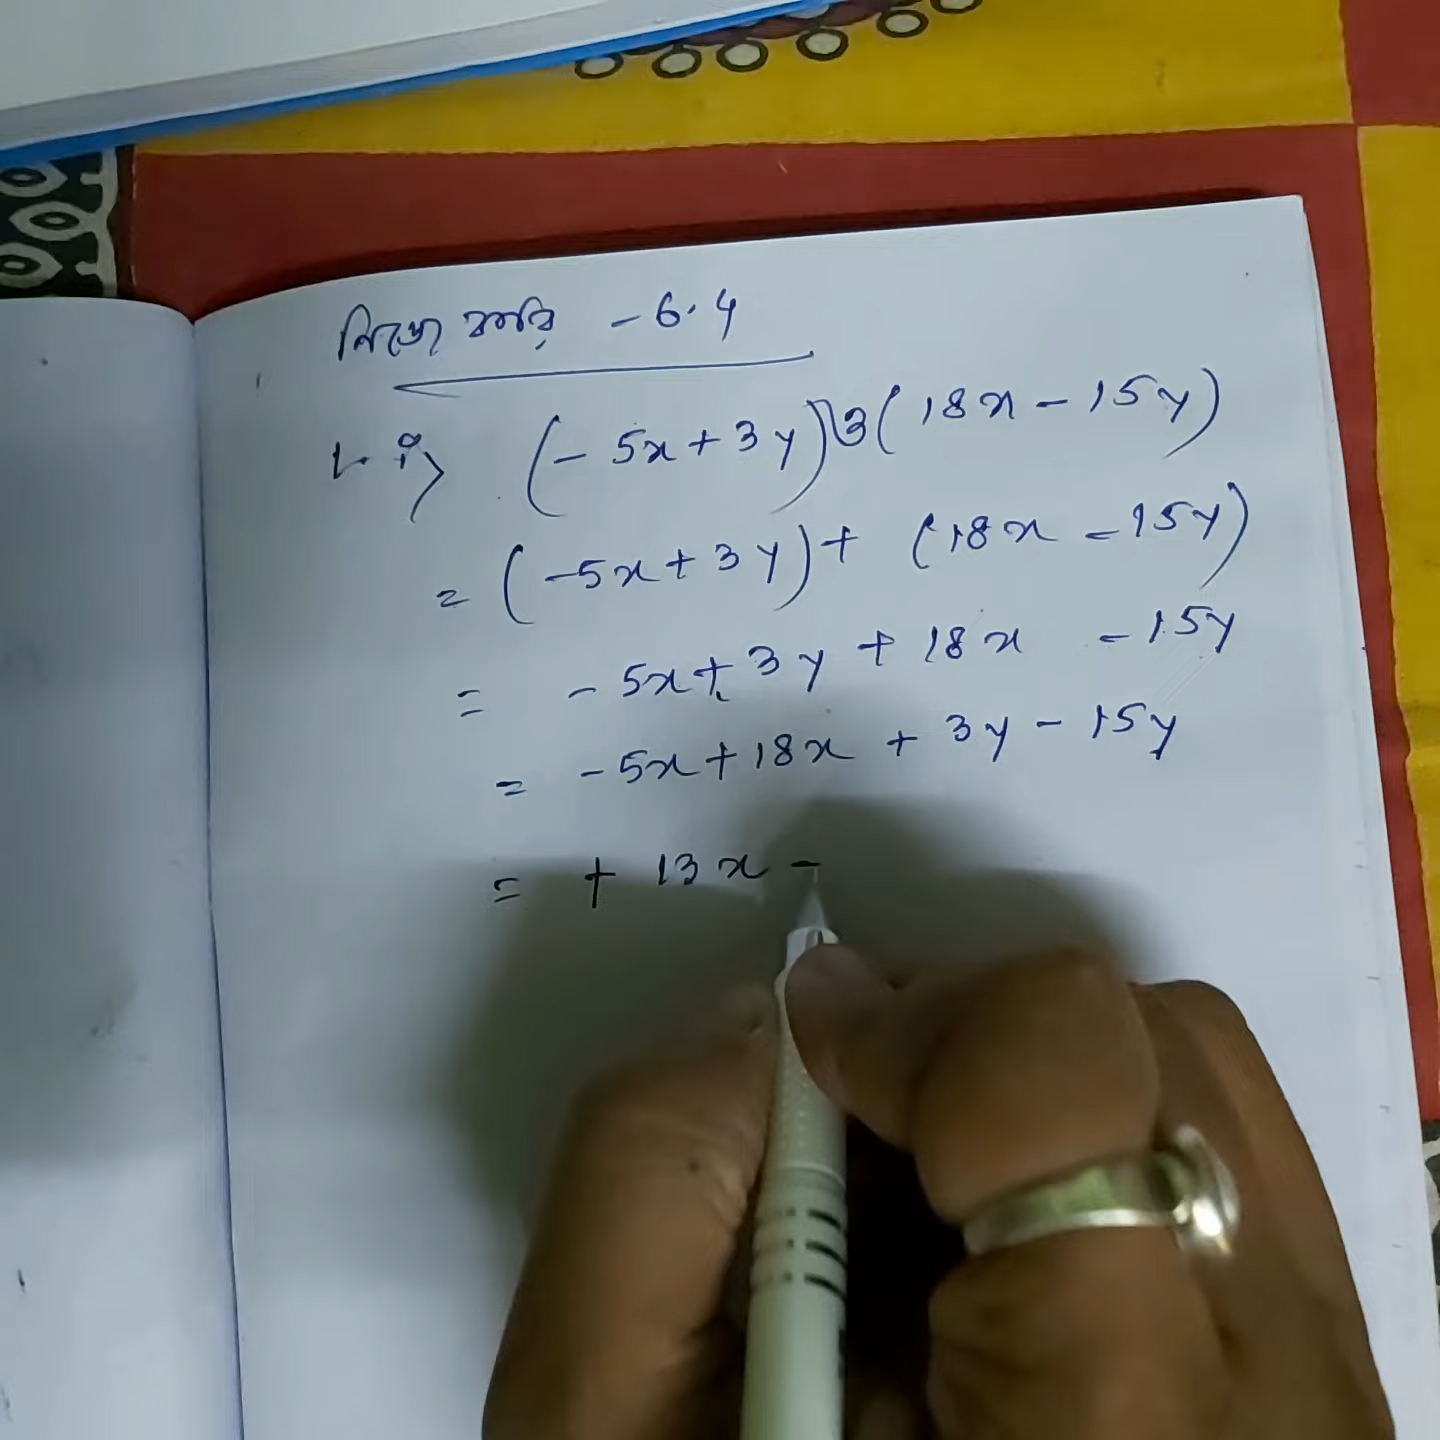 নিজে করি - 6.4
1. i) (- 5x + 3y) ও (18x - 15y)
= (-5x + 3y) + (18x - 15y)
= - 5x + 3y + 18x - 15y
= - 5x + 18x + 3y - 15y
= + 13x -